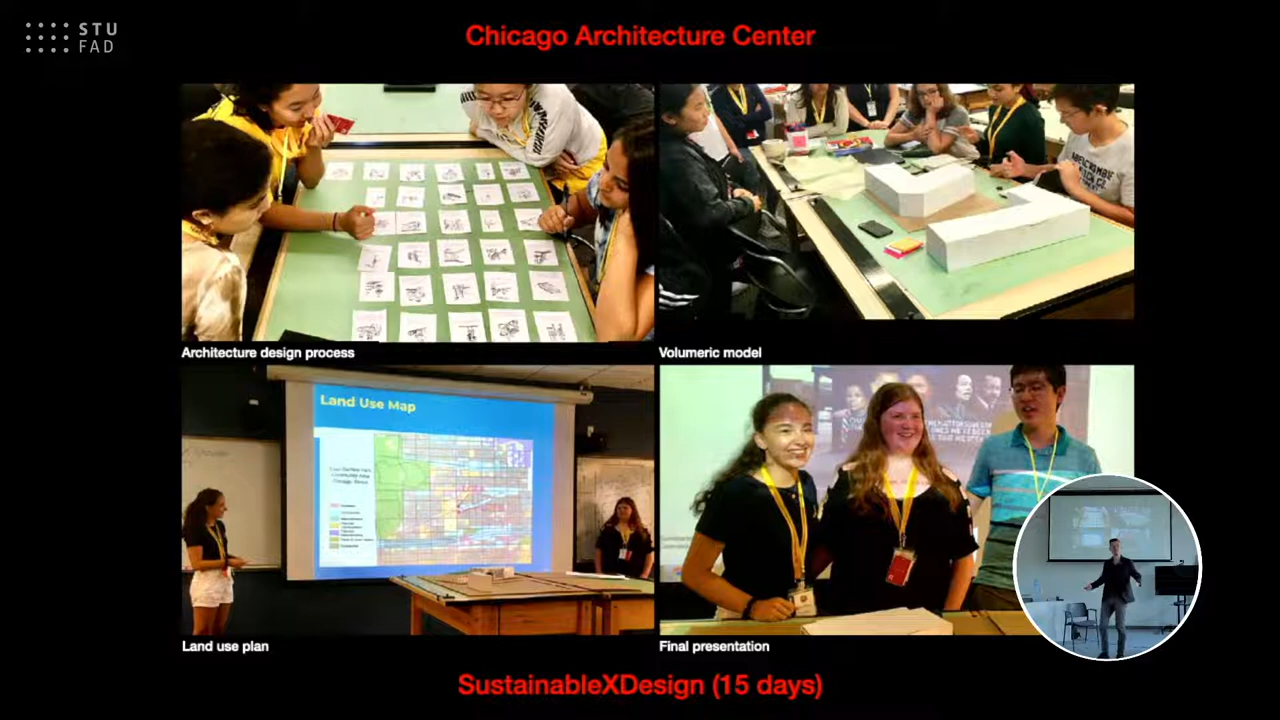 STU
FAD
Chicago Architecture Center
Architecture design process
Volumeric model
Land Use Map
Land use plan
Final presentation
SustainableXDesign (15 days)